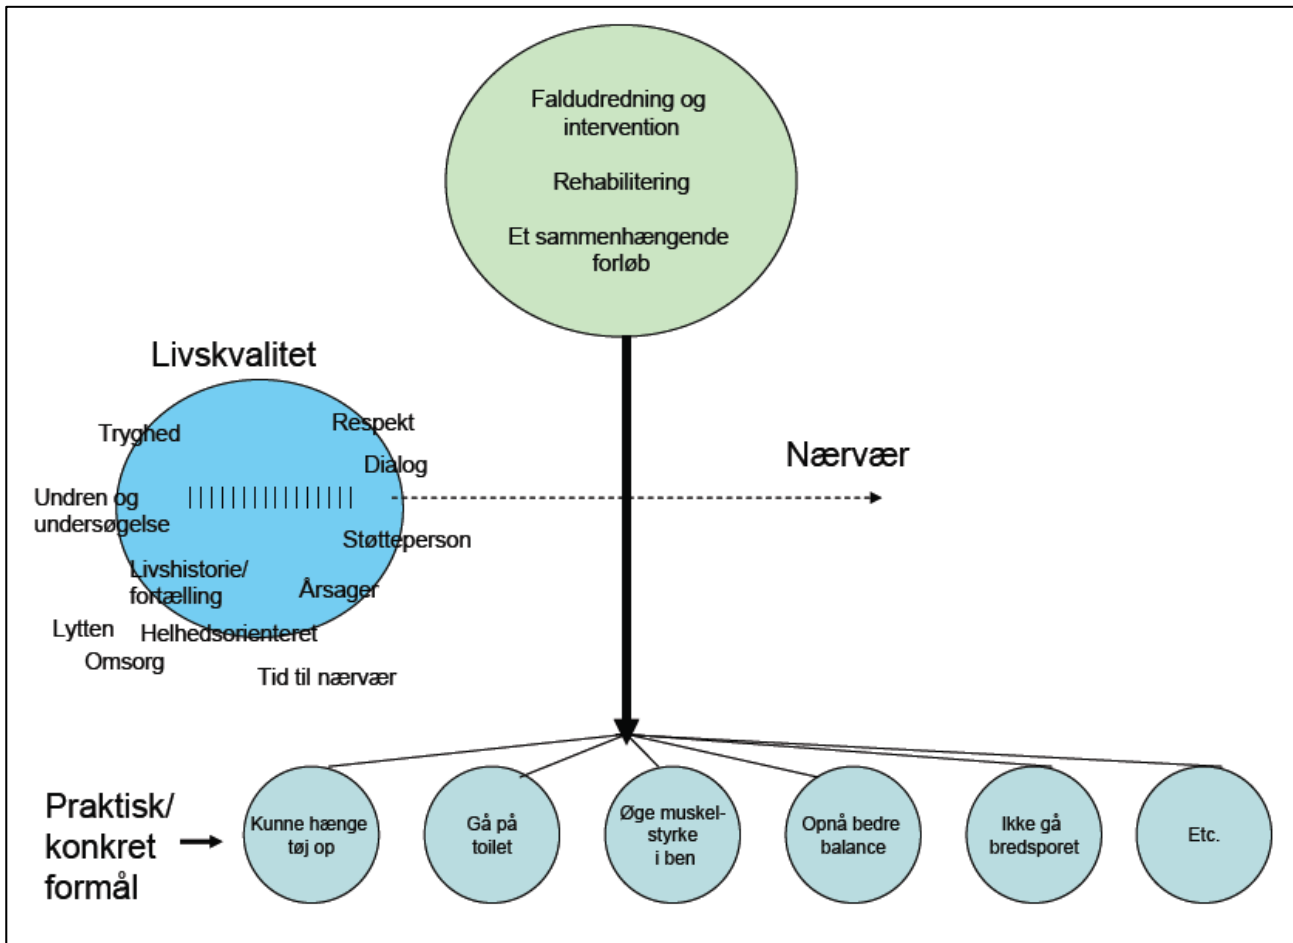 Faldudredning og
intervention
Rehabilitering
Et sammenhængende
forløb
Livskvalitet
Tryghed
Respekt
Dialog
Undren og
undersøgelse
Støtteperson
Livshistorie/
fortælling
Årsager
Lytten
Helhedsorienteret
Omsorg
Tid til nærvær
Nærvær
Praktisk/
konkret
formål
Kunne hænge
tøj op
Gå på
toilet
Øge muskel-
styrke
i ben
Opnå bedre
balance
Ikke gå
bredsporet
Etc.